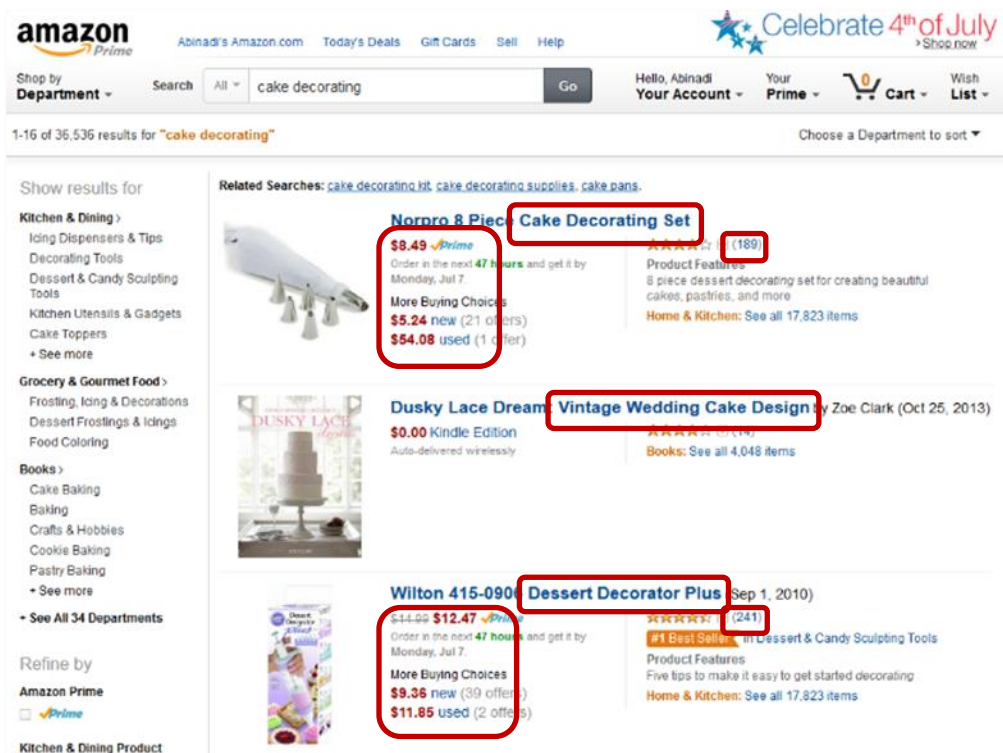 amazon
Prime
Abinadi's Amazon.com Today's Deals Gift Cards Sell Help
Celebrate 4th of July
› Shop now
Shop by
Department
Search All cake decorating Go
Hello, Abinadi
Your Account
Your
Prime
0
Cart
Wish
List
1-16 of 36,536 results for "cake decorating"
Choose a Department to sort
Show results for
Kitchen & Dining ›
Icing Dispensers & Tips
Decorating Tools
Dessert & Candy Sculpting
Tools
Kitchen Utensils & Gadgets
Cake Toppers
+ See more
Grocery & Gourmet Food ›
Frosting, Icing & Decorations
Dessert Frostings & Icings
Food Coloring
Books ›
Cake Baking
Baking
Crafts & Hobbies
Cookie Baking
Pastry Baking
+ See more
+ See All 34 Departments
Refine by
Amazon Prime
Prime
Kitchen & Dining Product
Related Searches: cake decorating kit, cake decorating supplies, cake pans.
Norpro 8 Piece Cake Decorating Set
$8.49 Prime
Order in the next 47 hours and get it by
Monday, Jul 7.
More Buying Choices
$5.24 new (21 offers)
$54.08 used (1 offer)
(189)
Product Features
8 piece dessert decorating set for creating beautiful
cakes, pastries, and more
Home & Kitchen: See all 17,823 items
DUSKY LACE
Dusky Lace Dream: Vintage Wedding Cake Design by Zoe Clark (Oct 25, 2013)
$0.00 Kindle Edition
Auto-delivered wirelessly
(14)
Books: See all 4,048 items
Dessert
Decorator
Wilton 415-0906 Dessert Decorator Plus (Sep 1, 2010)
$14.99 $12.47 Prime
Order in the next 47 hours and get it by
Monday, Jul 7.
More Buying Choices
$9.36 new (39 offers)
$11.85 used (2 offers)
(241)
#1 Best Seller in Dessert & Candy Sculpting Tools
Product Features
Five tips to make it easy to get started decorating
Home & Kitchen: See all 17,823 items